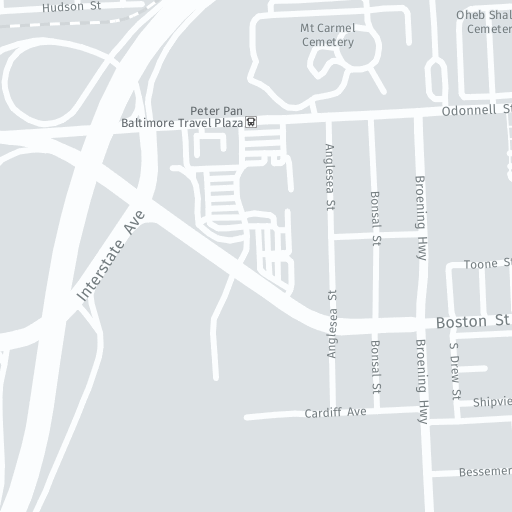 Hudson St
Mt Carmel
Cemetery
Oheb Shal
Cemeter
Peter Pan
Baltimore Travel Plaza
Odonnell St
Anglesea St
Bonsal St
Broening Hwy
Interstate Ave
Toone St
Anglesea St
Boston St
Bonsal St
Broening Hwy
S Drew St
Cardiff Ave
Shipvie
Bessemer